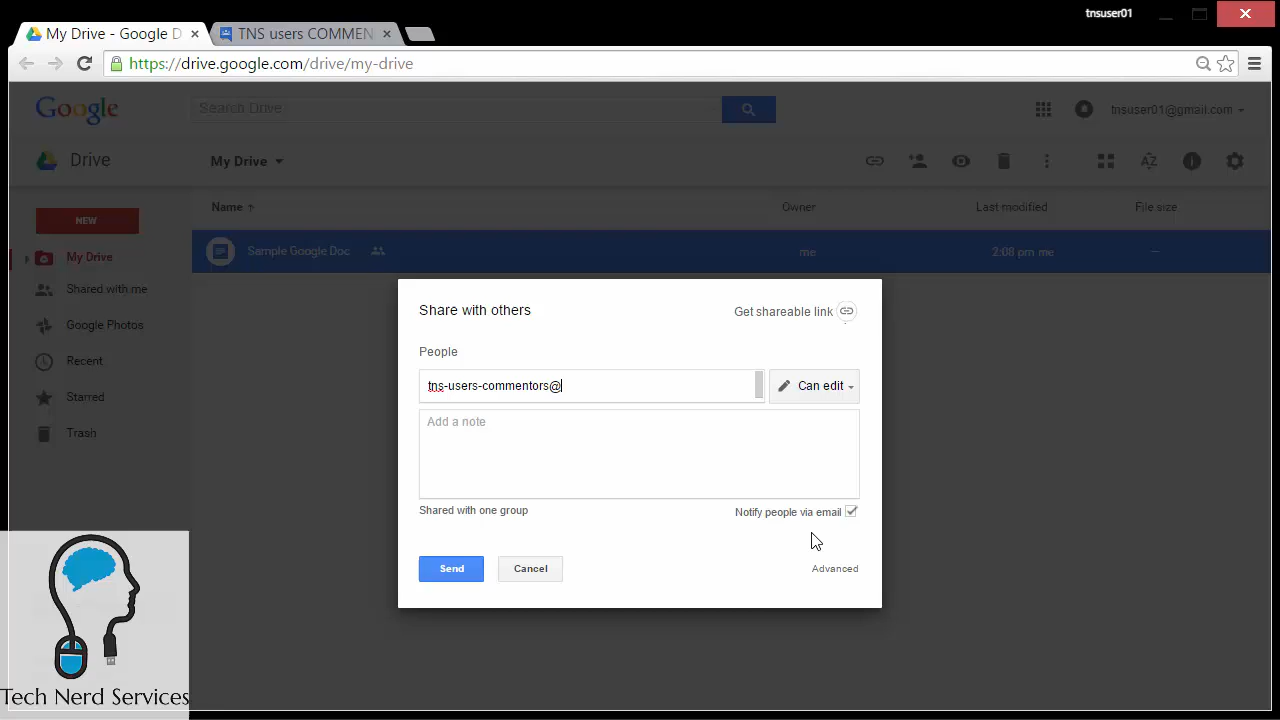 tnsuser01
My Drive - Google D
TNS users COMMEN
https://drive.google.com/drive/my-drive
Google
Search Drive
tnsuser01@gmail.com
Drive
My Drive
NEW
Name
Owner
Last modified
File size
My Drive
Sample Google Doc
me
2:08 pm me
—
Shared with me
Google Photos
Recent
Starred
Trash
Share with others
Get shareable link
People
tns-users-commentors@
Can edit
Add a note
Shared with one group
Notify people via email
Send
Cancel
Advanced
Tech Nerd Services